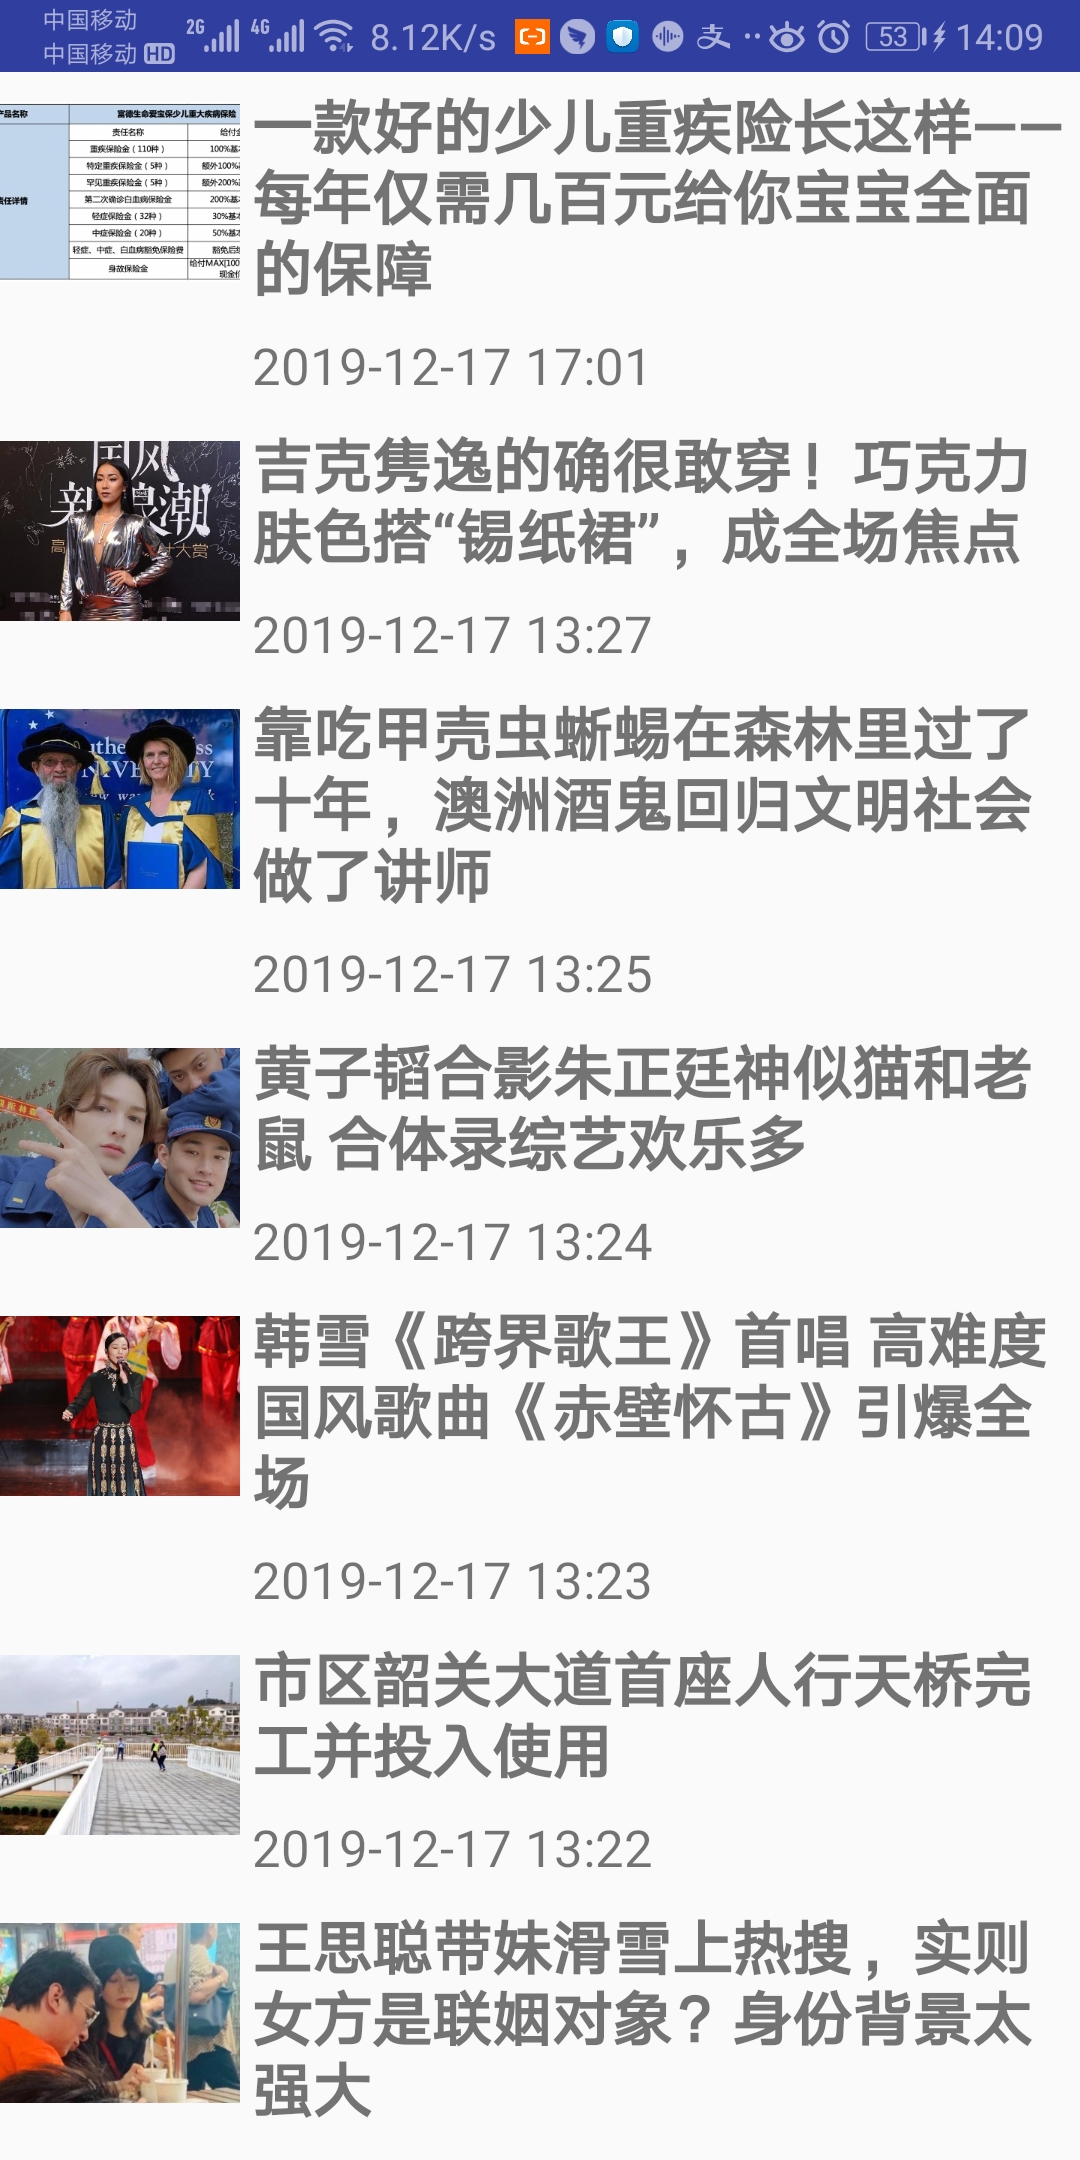 中国移动
中国移动 HD
2G 4G 8.12K/s 53 14:09
一款好的少儿重疾险长这样——
每年仅需几百元给你宝宝全面
的保障
2019-12-17 17:01
产品名称 富德生命爱宝保少儿重大疾病保险
责任名称
重疾保险金（110种） 100%基
特定重疾保险金（5种） 额外100%
罕见重疾保险金（5种） 额外200%
责任详情 第二次确诊白血病保险金 200%基
轻症保险金（32种） 30%基
中症保险金（20种） 50%基
轻症、中症、白血病豁免保险费 豁免后
身故保险金 给付MAX[100
现金
吉克隽逸的确很敢穿！巧克力
肤色搭“锡纸裙”，成全场焦点
2019-12-17 13:27
国风
新浪潮
大赏
靠吃甲壳虫蜥蜴在森林里过了
十年，澳洲酒鬼回归文明社会
做了讲师
2019-12-17 13:25
黄子韬合影朱正廷神似猫和老
鼠 合体录综艺欢乐多
2019-12-17 13:24
韩雪《跨界歌王》首唱 高难度
国风歌曲《赤壁怀古》引爆全
场
2019-12-17 13:23
市区韶关大道首座人行天桥完
工并投入使用
2019-12-17 13:22
王思聪带妹滑雪上热搜，实则
女方是联姻对象？身份背景太
强大